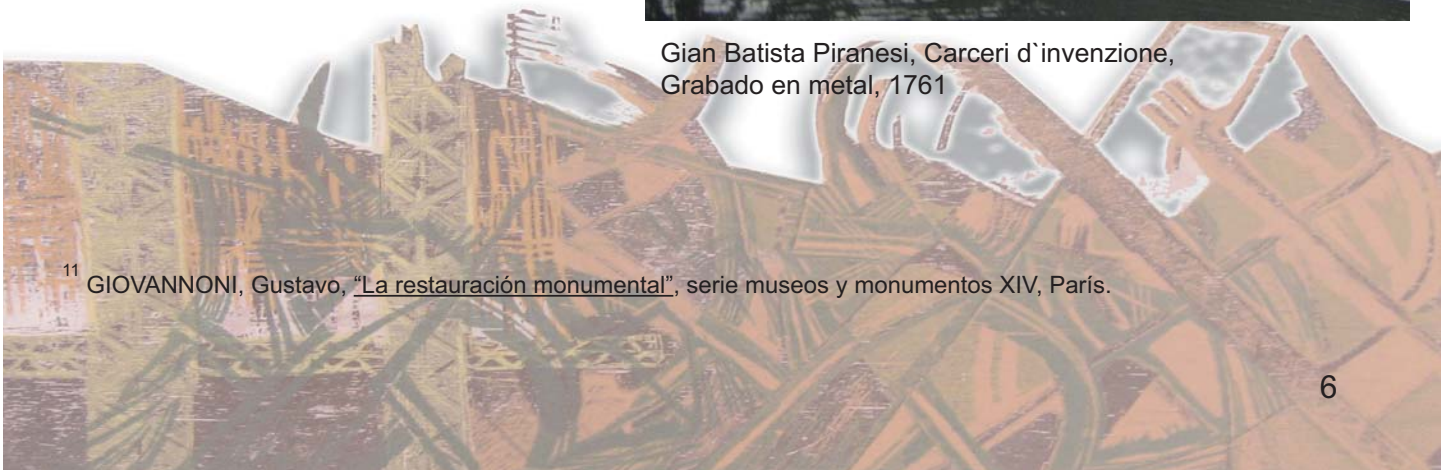 Gian Batista Piranesi, Carceri d`invenzione,
Grabado en metal, 1761
11 GIOVANNONI, Gustavo, “La restauración monumental”, serie museos y monumentos XIV, París.
6